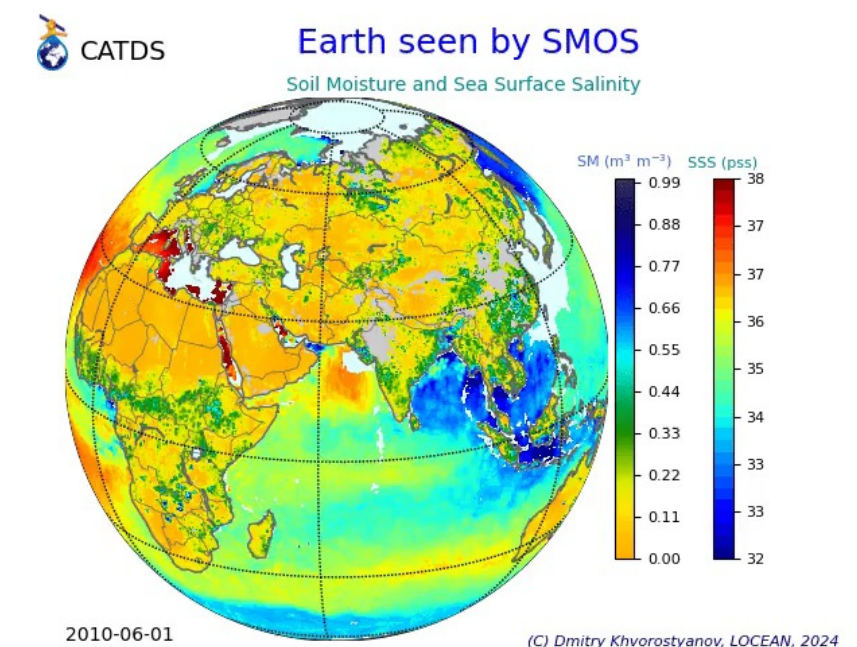 CATDS
Earth seen by SMOS
Soil Moisture and Sea Surface Salinity
SM (m³ m⁻³) SSS (pss)
0.99 38
0.88 37
0.77 37
0.66 36
0.55 35
0.44 34
0.33 33
0.22 33
0.11 32
0.00
2010-06-01
(C) Dmitry Khvorostyanov, LOCEAN, 2024